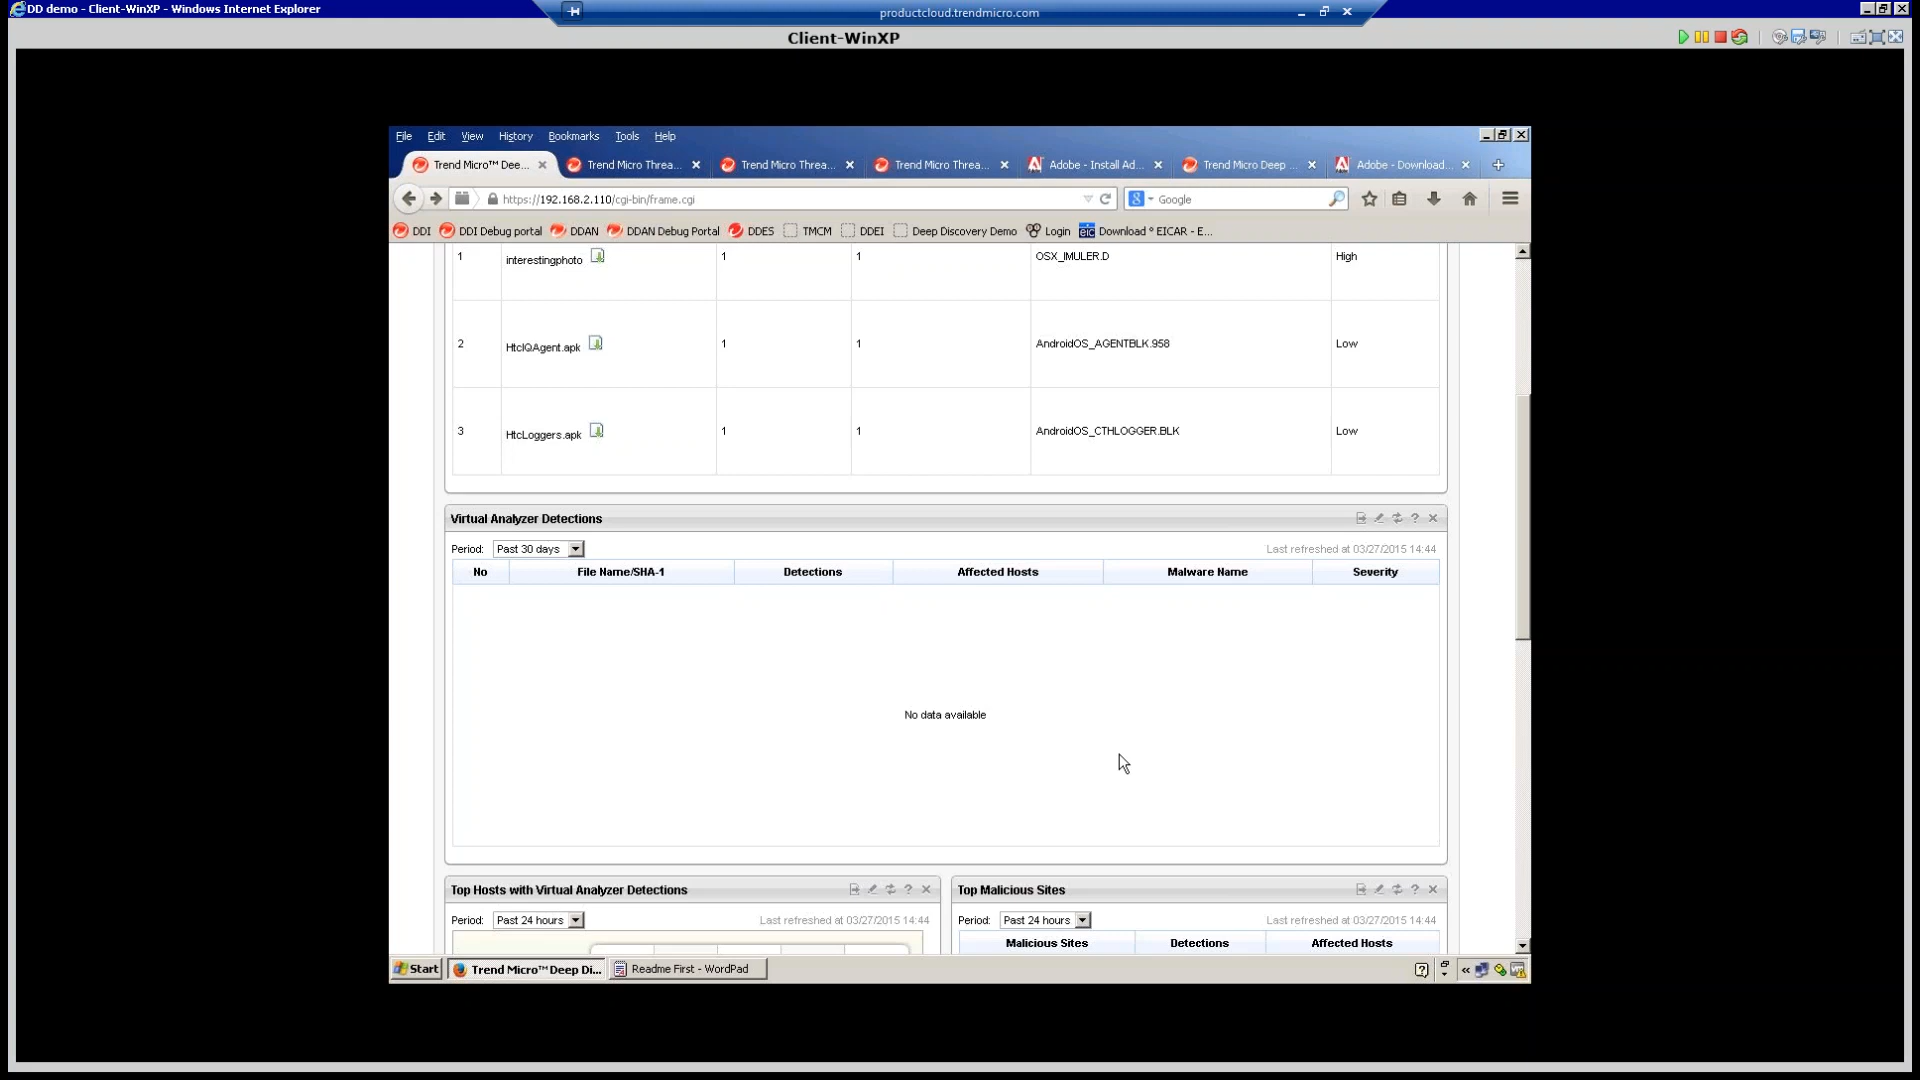 DD demo - Client-WinXP - Windows Internet Explorer
productcloud.trendmicro.com
Client-WinXP
File Edit View History Bookmarks Tools Help
Trend Micro™ Dee... Trend Micro Threa... Trend Micro Threa... Trend Micro Threa... Adobe - Install Ad... Trend Micro Deep ... Adobe - Download...
https://192.168.2.110/cgi-bin/frame.cgi Google
DDI DDI Debug portal DDAN DDAN Debug Portal DDES TMCM DDEI Deep Discovery Demo Login eic Download ° EICAR - E...
1 interestingphoto 1 1 OSX_IMULER.D High
2 HtcIQAgent.apk 1 1 AndroidOS_AGENTBLK.958 Low
3 HtcLoggers.apk 1 1 AndroidOS_CTHLOGGER.BLK Low
Virtual Analyzer Detections
Period: Past 30 days Last refreshed at 03/27/2015 14:44
No File Name/SHA-1 Detections Affected Hosts Malware Name Severity
No data available
Top Hosts with Virtual Analyzer Detections Top Malicious Sites
Period: Past 24 hours Last refreshed at 03/27/2015 14:44 Period: Past 24 hours Last refreshed at 03/27/2015 14:44
Malicious Sites Detections Affected Hosts
Start Trend Micro™ Deep Di... Readme First - WordPad